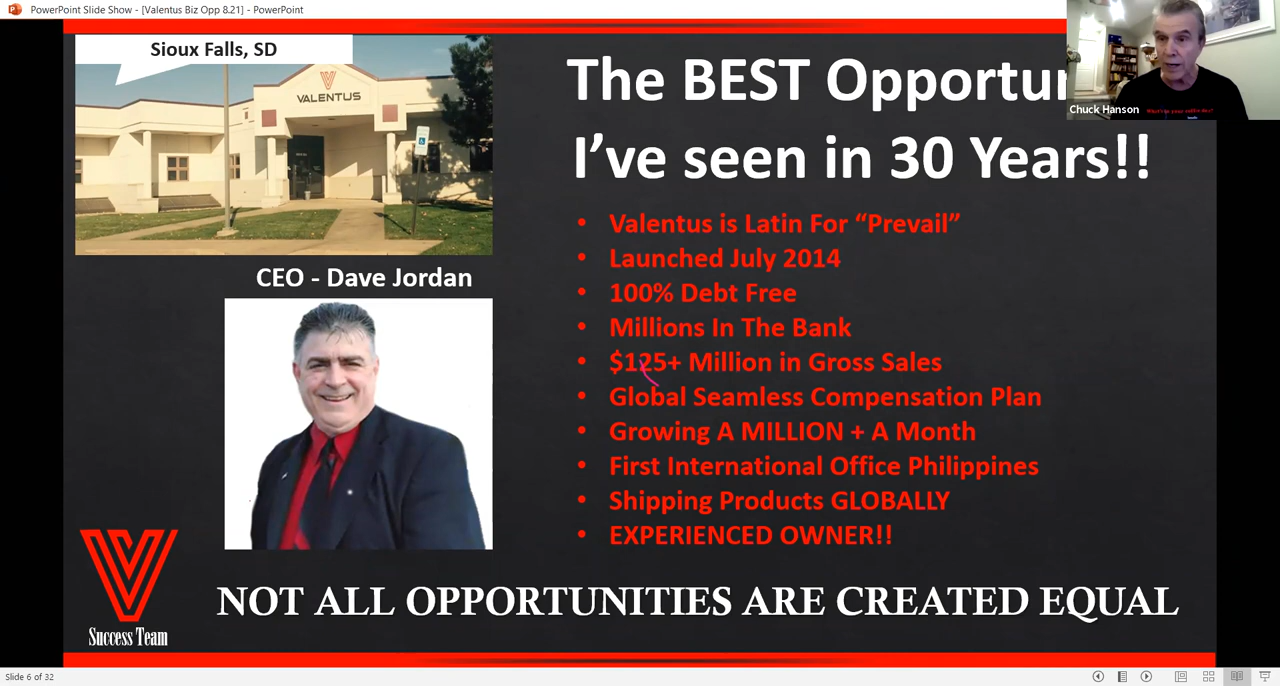 PowerPoint Slide Show - [Valentus Biz Opp 8.21] - PowerPoint
Sioux Falls, SD
VALENTUS
CEO - Dave Jordan
The BEST Opportun
I've seen in 30 Years!!
Chuck Hanson
• Valentus is Latin For “Prevail”
• Launched July 2014
• 100% Debt Free
• Millions In The Bank
• $125+ Million in Gross Sales
• Global Seamless Compensation Plan
• Growing A MILLION + A Month
• First International Office Philippines
• Shipping Products GLOBALLY
• EXPERIENCED OWNER!!
Success Team
NOT ALL OPPORTUNITIES ARE CREATED EQUAL
Slide 6 of 32